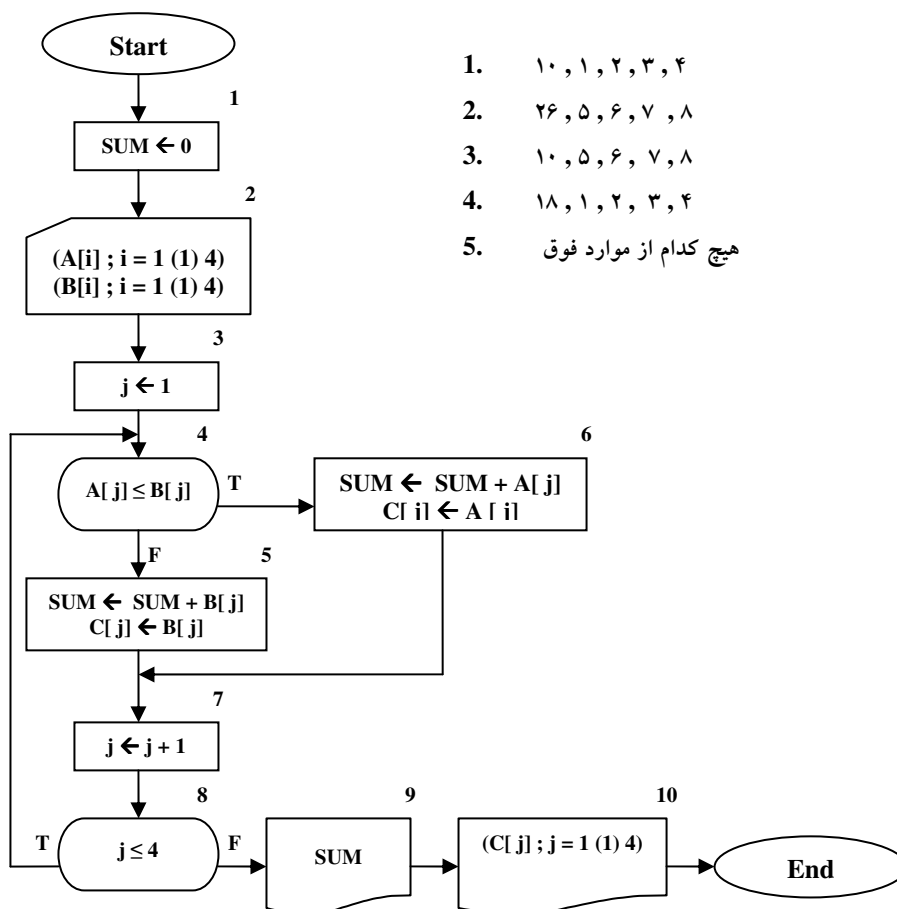 Start
1
SUM ← 0
2
(A[i] ; i = 1 (1) 4)
(B[i] ; i = 1 (1) 4)
3
j ← 1
4
A[ j] ≤ B[ j]
T
F
6
SUM ← SUM + A[ j]
C[ j] ← A [ j]
5
SUM ← SUM + B[ j]
C[ j] ← B[ j]
7
j ← j + 1
8
j ≤ 4
T
F
9
SUM
10
(C[ j] ; j = 1 (1) 4)
End
1. ۱۰ , ۱ , ۲ , ۳ , ۴
2. ۲۶ , ۵ , ۶ , ۷ , ۸
3. ۱۰ , ۵ , ۶ , ۷ , ۸
4. ۱۸ , ۱ , ۲ , ۳ , ۴
5. هیچ کدام از موارد فوق